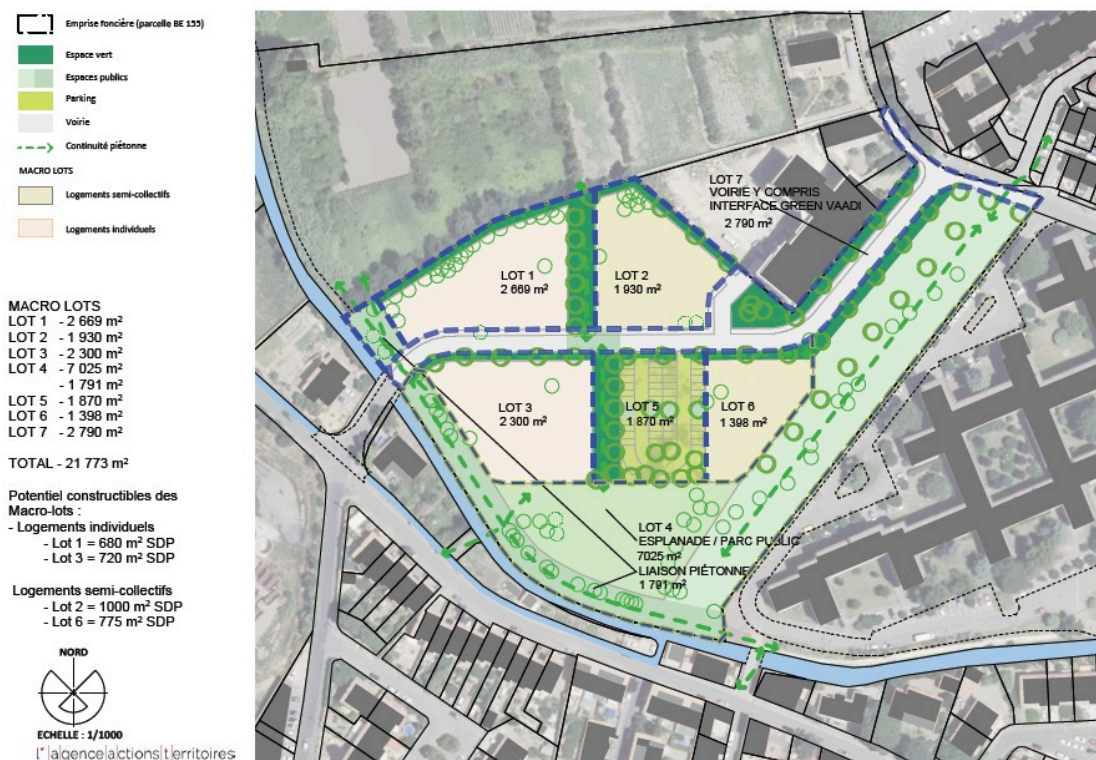 Emprise foncière (parcelle BE 155)
Espace vert
Espaces publics
Parking
Voirie
Continuité piétonne
MACRO LOTS
Logements semi-collectifs
Logements individuels
MACRO LOTS
LOT 1 - 2 669 m²
LOT 2 - 1 930 m²
LOT 3 - 2 300 m²
LOT 4 - 7 025 m²
- 1 791 m²
LOT 5 - 1 870 m²
LOT 6 - 1 398 m²
LOT 7 - 2 790 m²
TOTAL - 21 773 m²
Potentiel constructibles des
Macro-lots :
- Logements individuels
- Lot 1 = 680 m² SDP
- Lot 3 = 720 m² SDP
Logements semi-collectifs
- Lot 2 = 1000 m² SDP
- Lot 6 = 775 m² SDP
NORD
ECHELLE : 1/1000
l'|a|gence|a|ctions|t|erritoires
LOT 7
VOIRIE Y COMPRIS
INTERFACE GREEN VAADI
2 790 m²
LOT 1
2 669 m²
LOT 2
1 930 m²
LOT 3
2 300 m²
LOT 5
1 870 m²
LOT 6
1 398 m²
LOT 4
ESPLANADE / PARC PUBLIC
7025 m²
LIAISON PIÉTONNE
1 791 m²